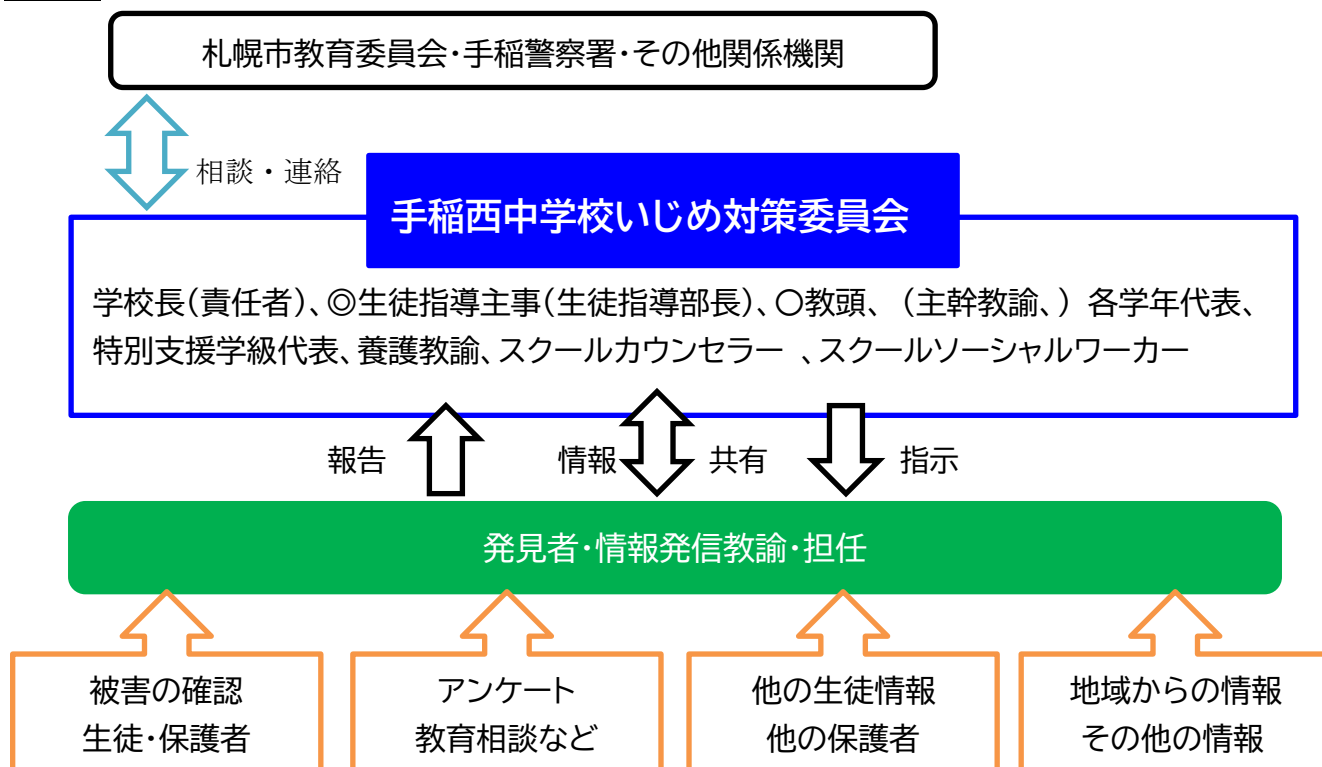 札幌市教育委員会・手稲警察署・その他関係機関
相談・連絡
手稲西中学校いじめ対策委員会
学校長(責任者)、◎生徒指導主事(生徒指導部長)、〇教頭、(主幹教諭、)各学年代表、
特別支援学級代表、養護教諭、スクールカウンセラー 、スクールソーシャルワーカー
報告 情報 共有 指示
発見者・情報発信教諭・担任
被害の確認
生徒・保護者
アンケート
教育相談など
他の生徒情報
他の保護者
地域からの情報
その他の情報